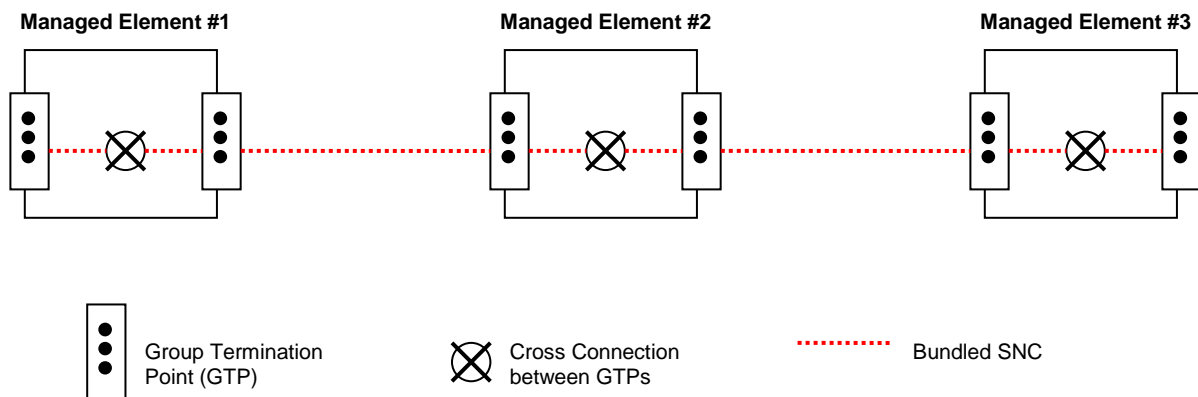 Managed Element #1
Managed Element #2
Managed Element #3
Group Termination
Point (GTP)
Cross Connection
between GTPs
Bundled SNC